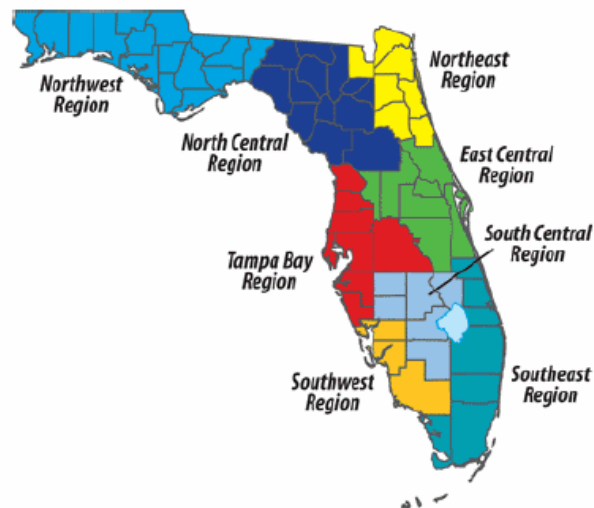 Northwest
Region
Northeast
Region
North Central
Region
East Central
Region
South Central
Region
Tampa Bay
Region
Southwest
Region
Southeast
Region